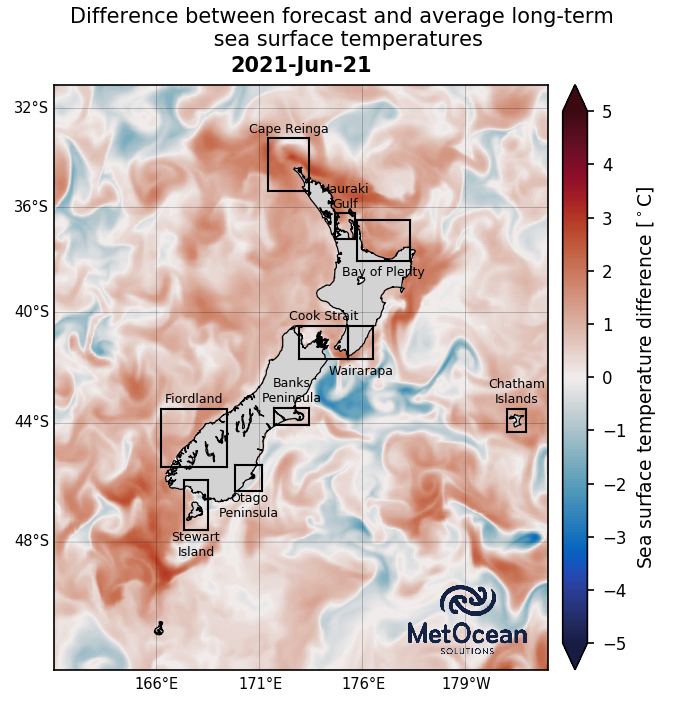 Difference between forecast and average long-term
sea surface temperatures
2021-Jun-21
32°S
36°S
40°S
44°S
48°S
166°E
171°E
176°E
179°W
Cape Reinga
Hauraki
Gulf
Bay of Plenty
Cook Strait
Wairarapa
Banks
Peninsula
Fiordland
Chatham
Islands
Otago
Peninsula
Stewart
Island
MetOcean
SOLUTIONS
5
4
3
2
1
0
−1
−2
−3
−4
−5
Sea surface temperature difference [°C]